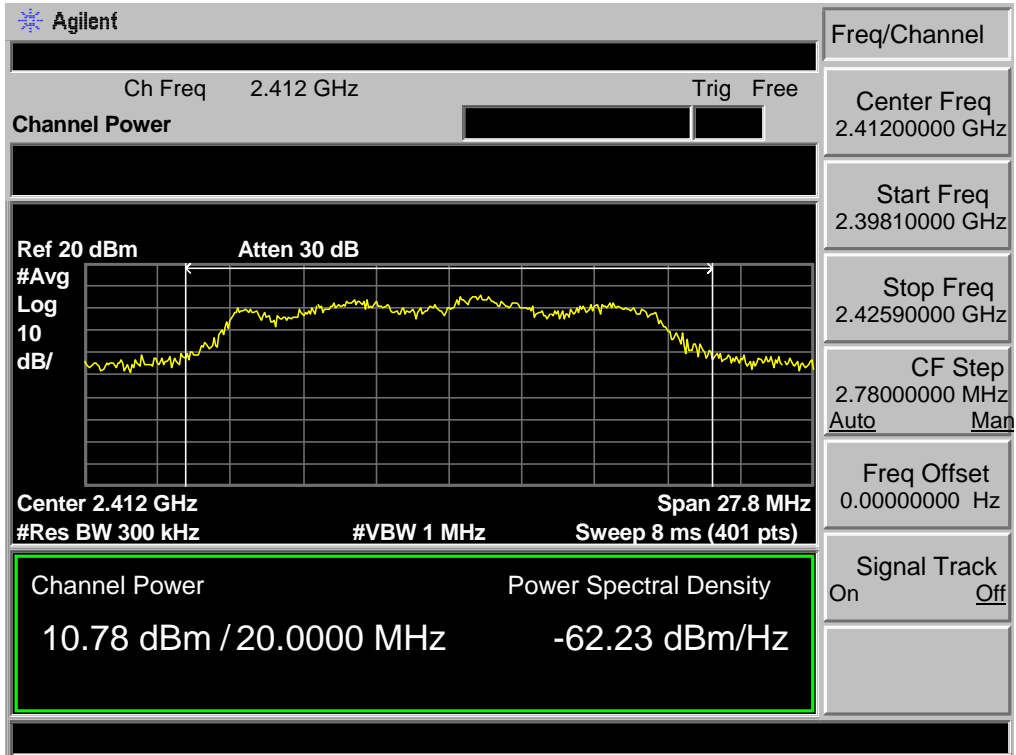 Agilent
Freq/Channel
Ch Freq 2.412 GHz Trig Free
Channel Power
Center Freq
2.41200000 GHz
Start Freq
2.39810000 GHz
Stop Freq
2.42590000 GHz
CF Step
2.78000000 MHz
Auto Man
Freq Offset
0.00000000 Hz
Signal Track
On Off
Ref 20 dBm Atten 30 dB
#Avg
Log
10
dB/
Center 2.412 GHz Span 27.8 MHz
#Res BW 300 kHz #VBW 1 MHz Sweep 8 ms (401 pts)
Channel Power Power Spectral Density
10.78 dBm / 20.0000 MHz -62.23 dBm/Hz